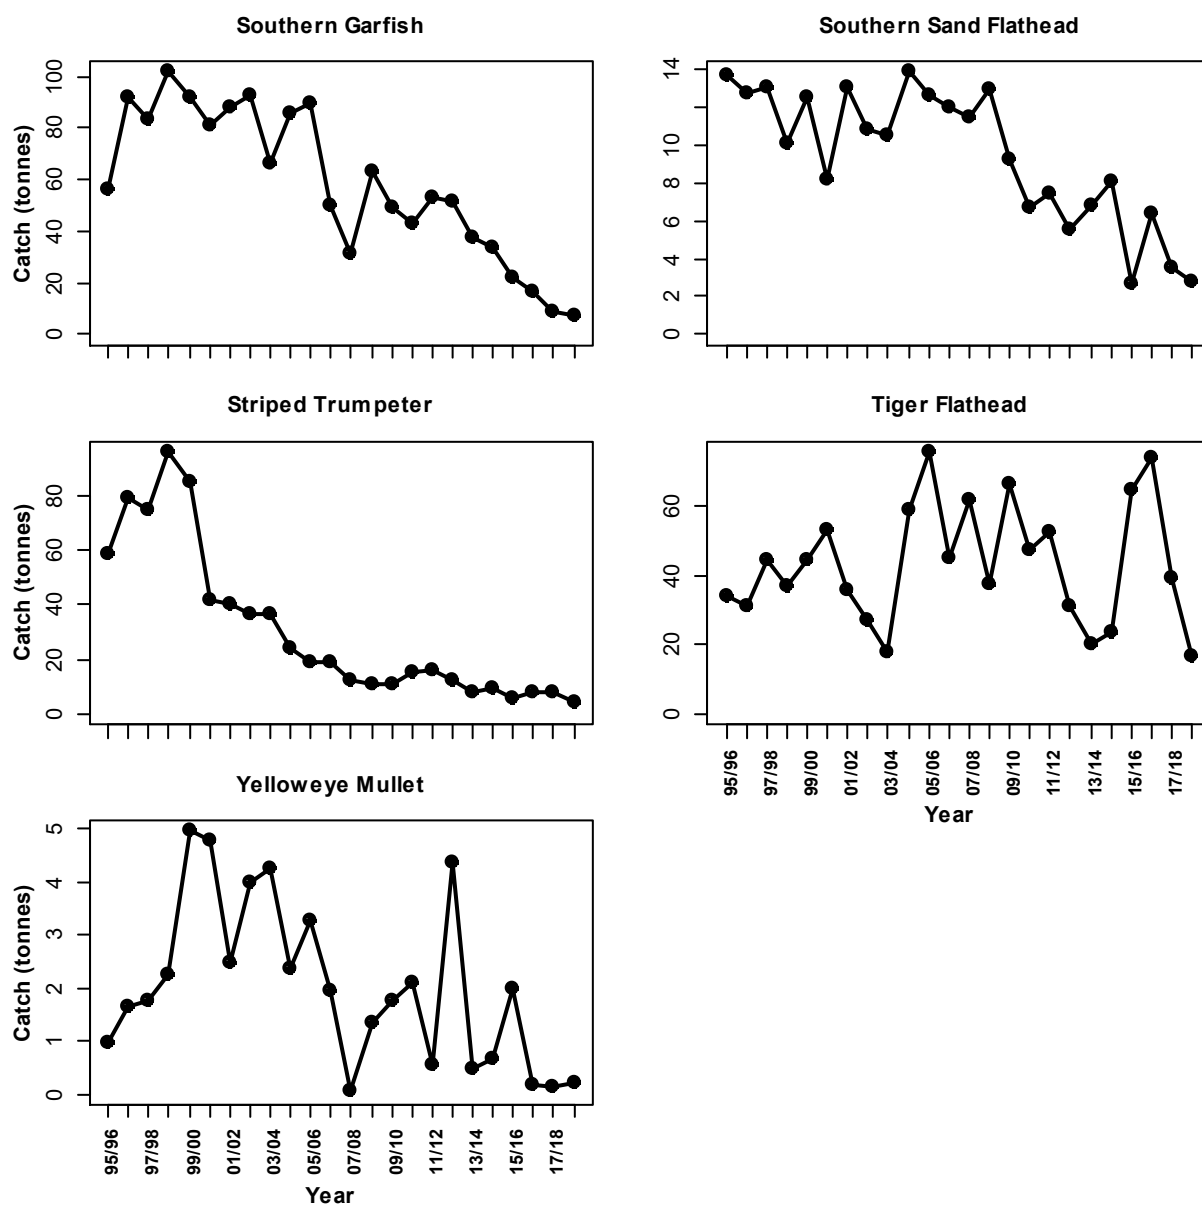 Southern Garfish
Catch (tonnes)
100
80
60
40
20
0
Southern Sand Flathead
14
10
8
6
4
2
0
Striped Trumpeter
Catch (tonnes)
80
60
40
20
0
Tiger Flathead
60
40
20
0
95/96 97/98 99/00 01/02 03/04 05/06 07/08 09/10 11/12 13/14 15/16 17/18
Year
Yelloweye Mullet
Catch (tonnes)
5
4
3
2
1
0
95/96 97/98 99/00 01/02 03/04 05/06 07/08 09/10 11/12 13/14 15/16 17/18
Year